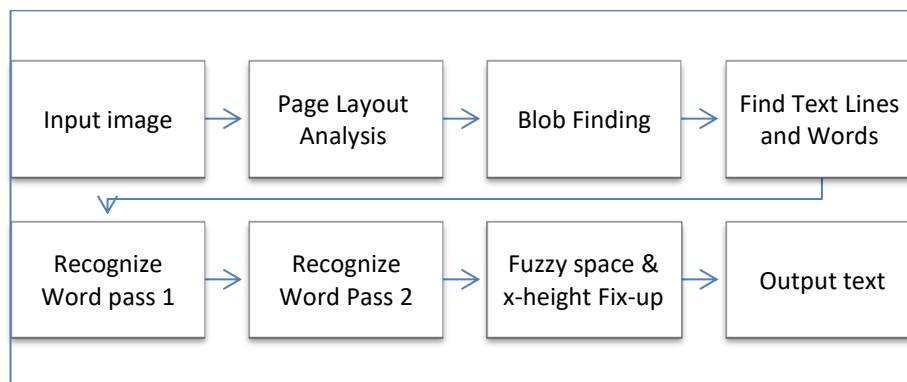 Input image
Page Layout
Analysis
Blob Finding
Find Text Lines
and Words
Recognize
Word pass 1
Recognize
Word Pass 2
Fuzzy space &
x-height Fix-up
Output text